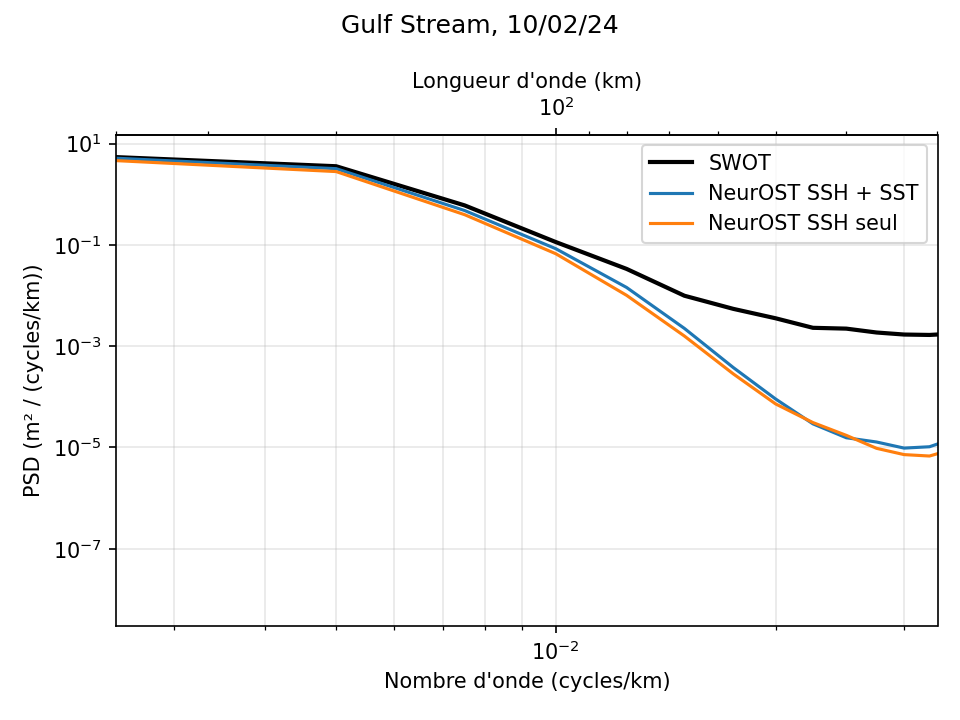 Gulf Stream, 10/02/24
Longueur d'onde (km)
10²
10¹
10⁻¹
10⁻³
10⁻⁵
10⁻⁷
PSD (m² / (cycles/km))
SWOT
NeurOST SSH + SST
NeurOST SSH seul
10⁻²
Nombre d'onde (cycles/km)